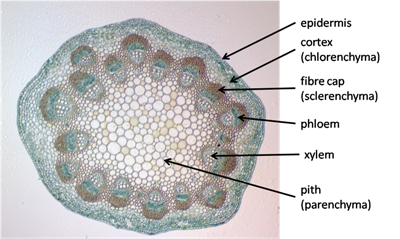 epidermis
cortex
(chlorenchyma)
fibre cap
(sclerenchyma)
phloem
xylem
pith
(parenchyma)